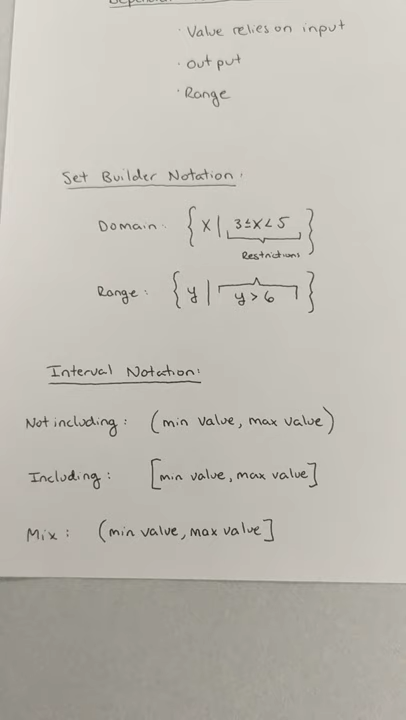 · Value relies on input
· output
· Range
Set Builder Notation:
Domain: { x | 3≤x<5 }
Restrictions
Range: { y | y>6 }
Interval Notation:
Not including: (min value, max value)
Including: [min value, max value]
Mix: (min value, max value]